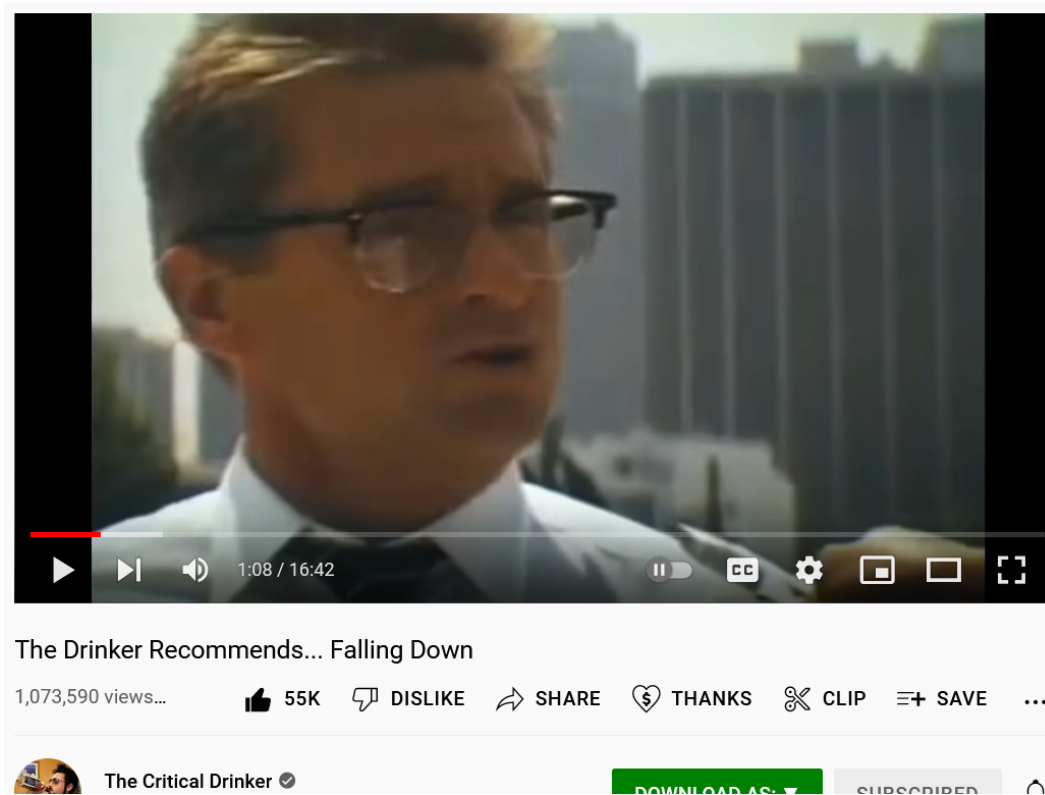 1:08 / 16:42
CC
The Drinker Recommends... Falling Down
1,073,590 views...
55K DISLIKE SHARE THANKS CLIP SAVE ...
The Critical Drinker
DOWNLOAD AS: ▼ SUBSCRIBED